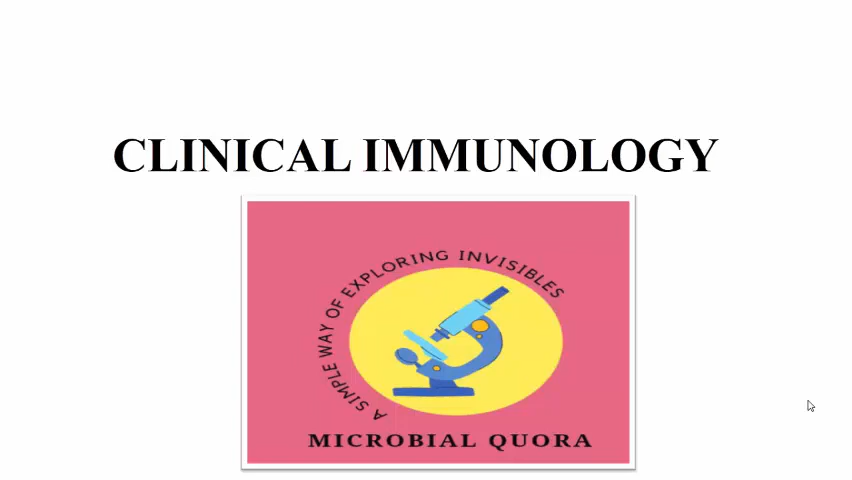 CLINICAL IMMUNOLOGY
A SIMPLE WAY OF EXPLORING INVISIBLES
MICROBIAL QUORA